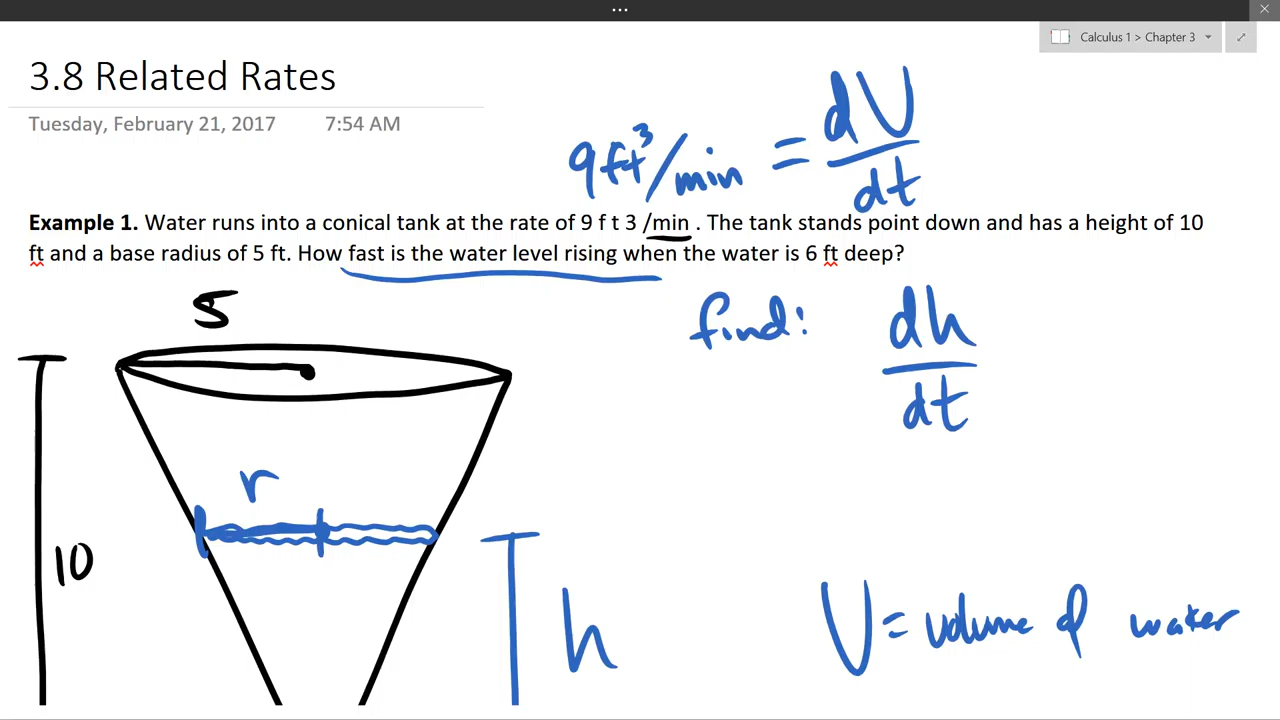 ...
Calculus 1 > Chapter 3
3.8 Related Rates
Tuesday, February 21, 2017 7:54 AM
9ft³/min = dV/dt
Example 1. Water runs into a conical tank at the rate of 9 f t 3 /min . The tank stands point down and has a height of 10
ft and a base radius of 5 ft. How fast is the water level rising when the water is 6 ft deep?
5
find: dh/dt
r
10
h
V = volume of water